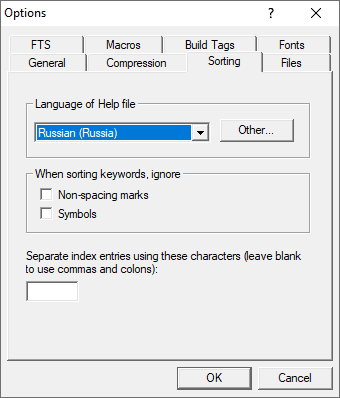 Options
FTS Macros Build Tags Fonts
General Compression Sorting Files
Language of Help file
Russian (Russia) Other...
When sorting keywords, ignore
Non-spacing marks
Symbols
Separate index entries using these characters (leave blank
to use commas and colons):
OK Cancel